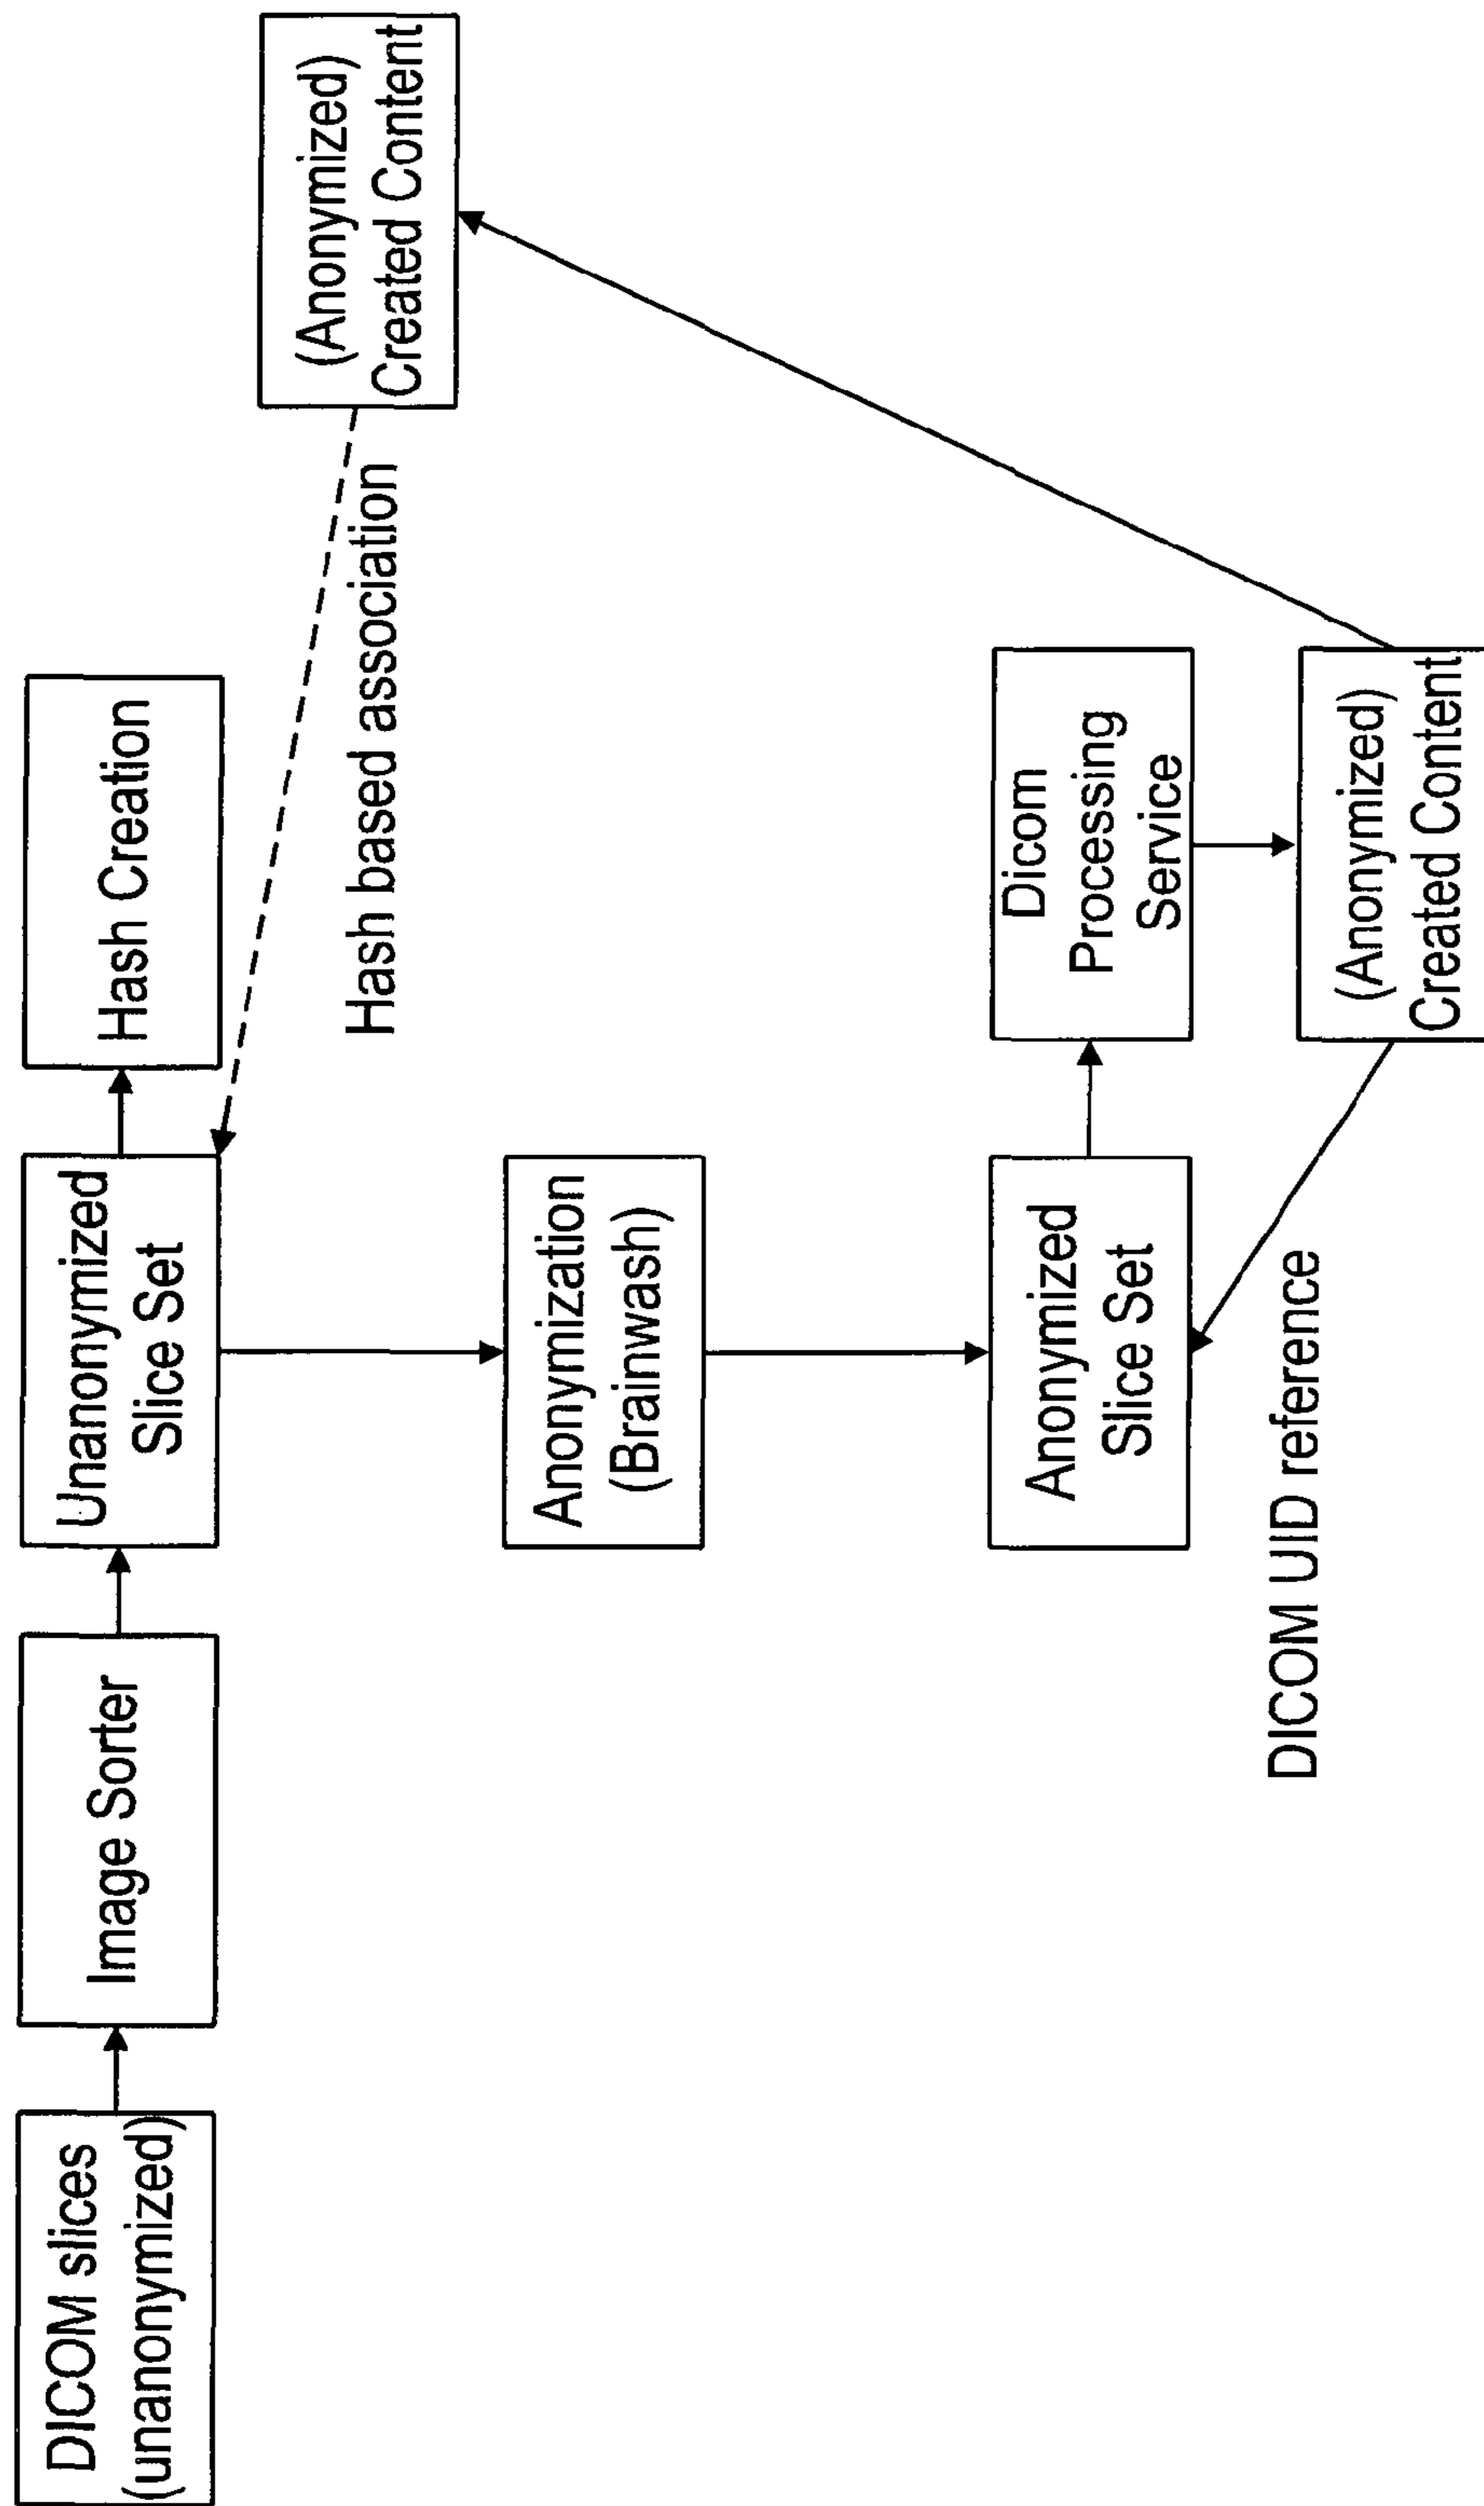 DICOM slices
(unanonymized)
Image Sorter
Unanonymized
Slice Set
Hash Creation
(Anonymized)
Created Content
Hash based association
Anonymization
(Brainwash)
Anonymized
Slice Set
Dicom
Processing
Service
DICOM UID reference
(Anonymized)
Created Content